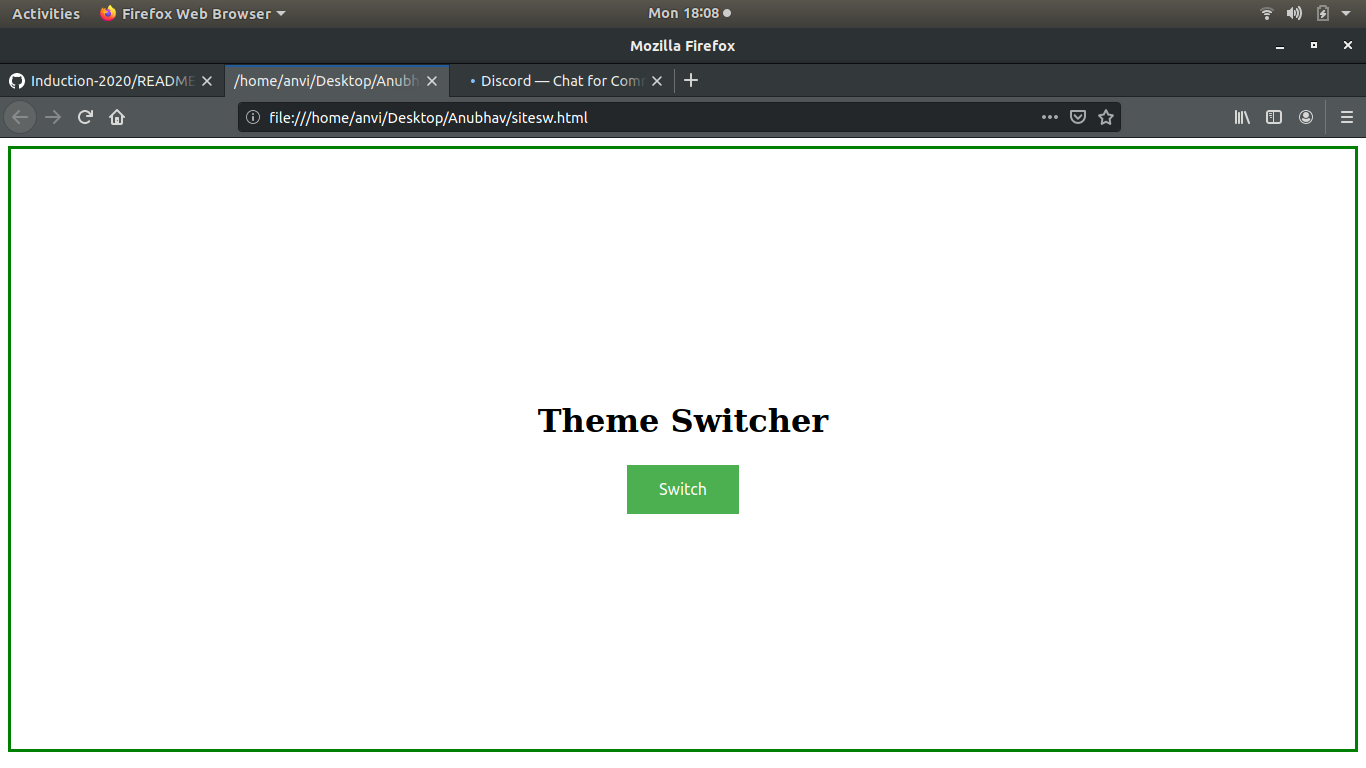 Activities Firefox Web Browser Mon 18:08
Mozilla Firefox
Induction-2020/README /home/anvi/Desktop/Anubh Discord — Chat for Com
file:///home/anvi/Desktop/Anubhav/sitesw.html
Theme Switcher
Switch